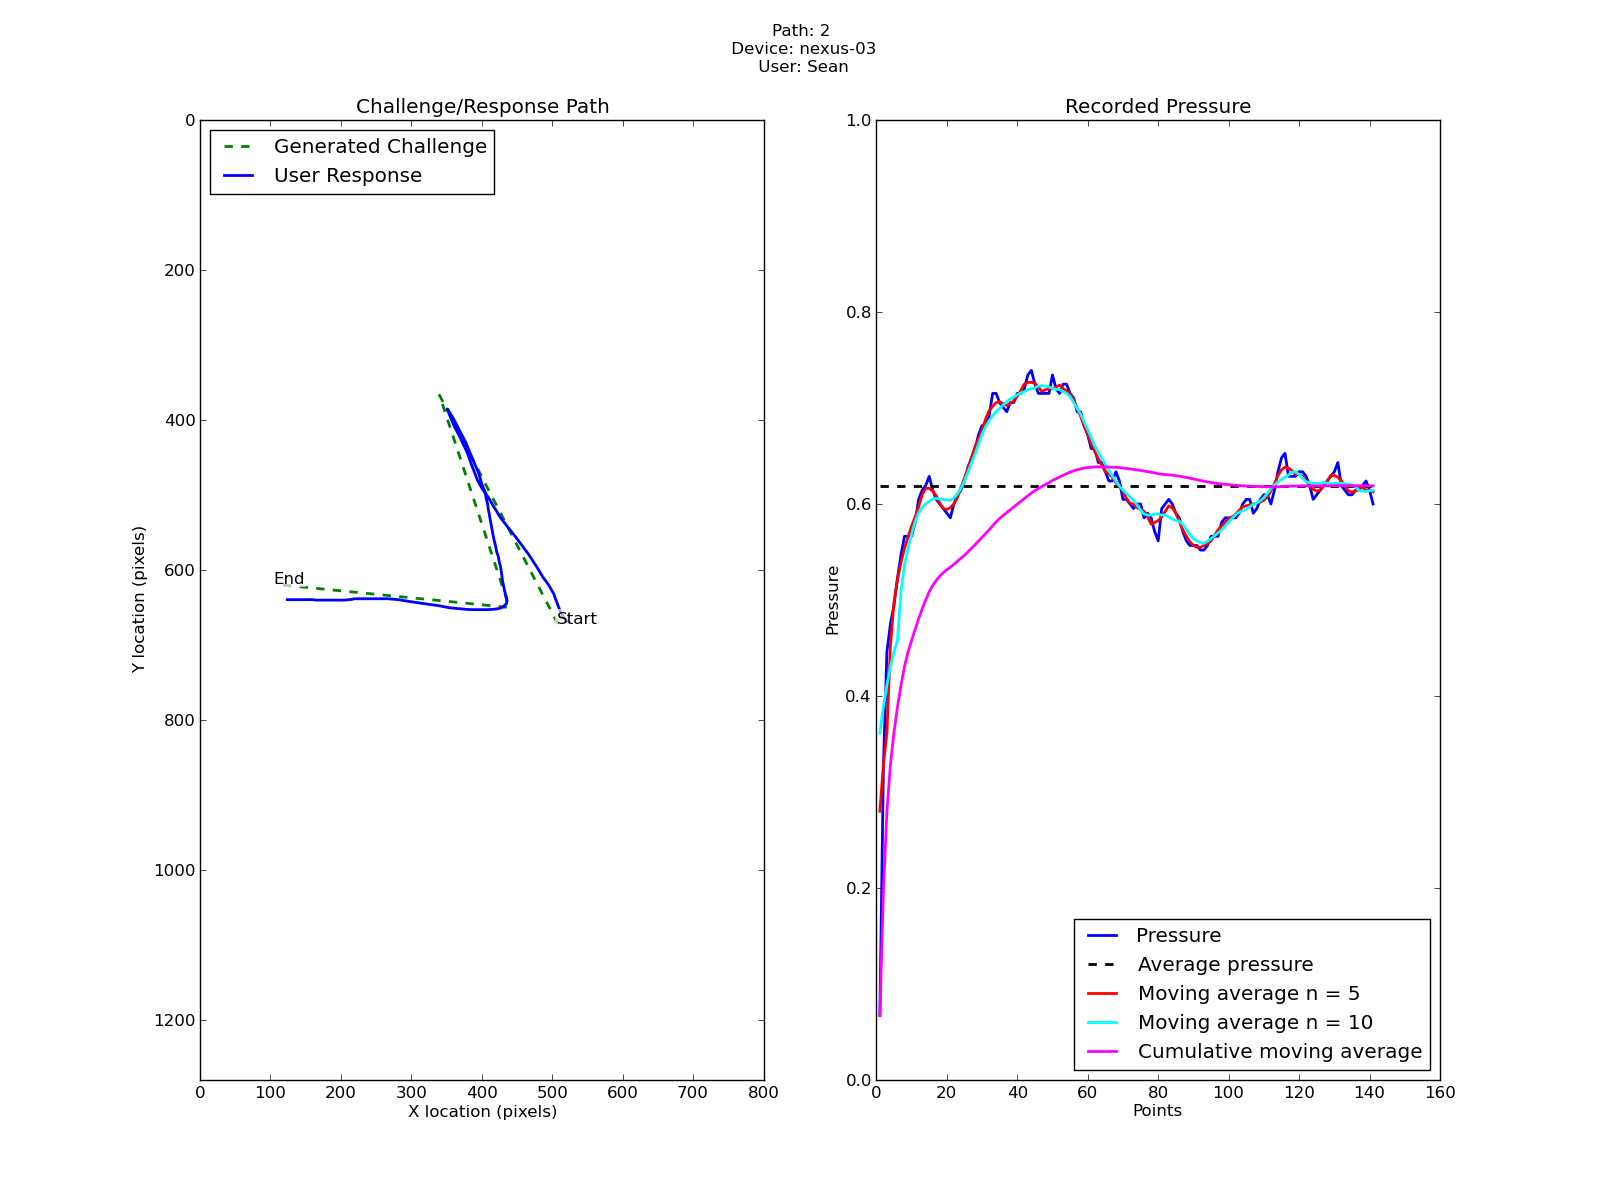 Path: 2
Device: nexus-03
User: Sean
Challenge/Response Path
Generated Challenge
User Response
0
200
400
600
800
1000
1200
Y location (pixels)
End
Start
0 100 200 300 400 500 600 700 800
X location (pixels)
Recorded Pressure
1.0
0.8
0.6
0.4
0.2
0.0
Pressure
Pressure
Average pressure
Moving average n = 5
Moving average n = 10
Cumulative moving average
0 20 40 60 80 100 120 140 160
Points